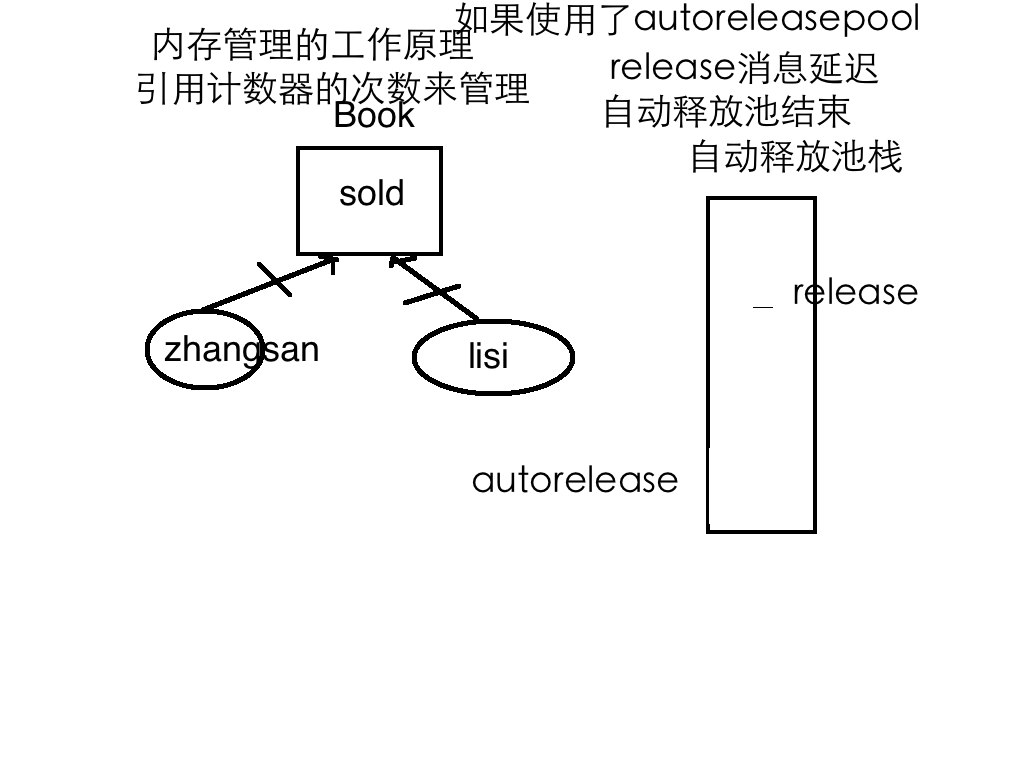 内存管理的工作原理
引用计数器的次数来管理
Book
sold
zhangsan
lisi
如果使用了autoreleasepool
release消息延迟
自动释放池结束
自动释放池栈
release
autorelease